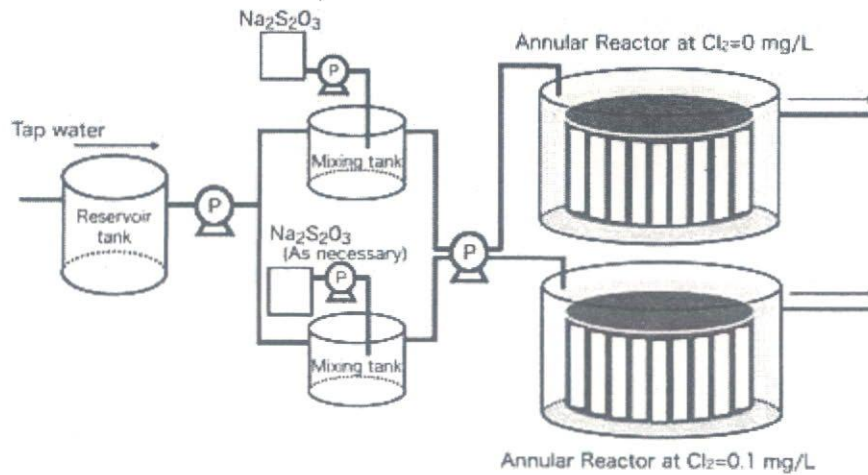 Na2S2O3
Annular Reactor at Cl2=0 mg/L
P
Tap water
Mixing tank
Reservoir
tank
P
Na2S2O3
(As necessary)
P
P
Mixing tank
Annular Reactor at Cl2=0.1 mg/L